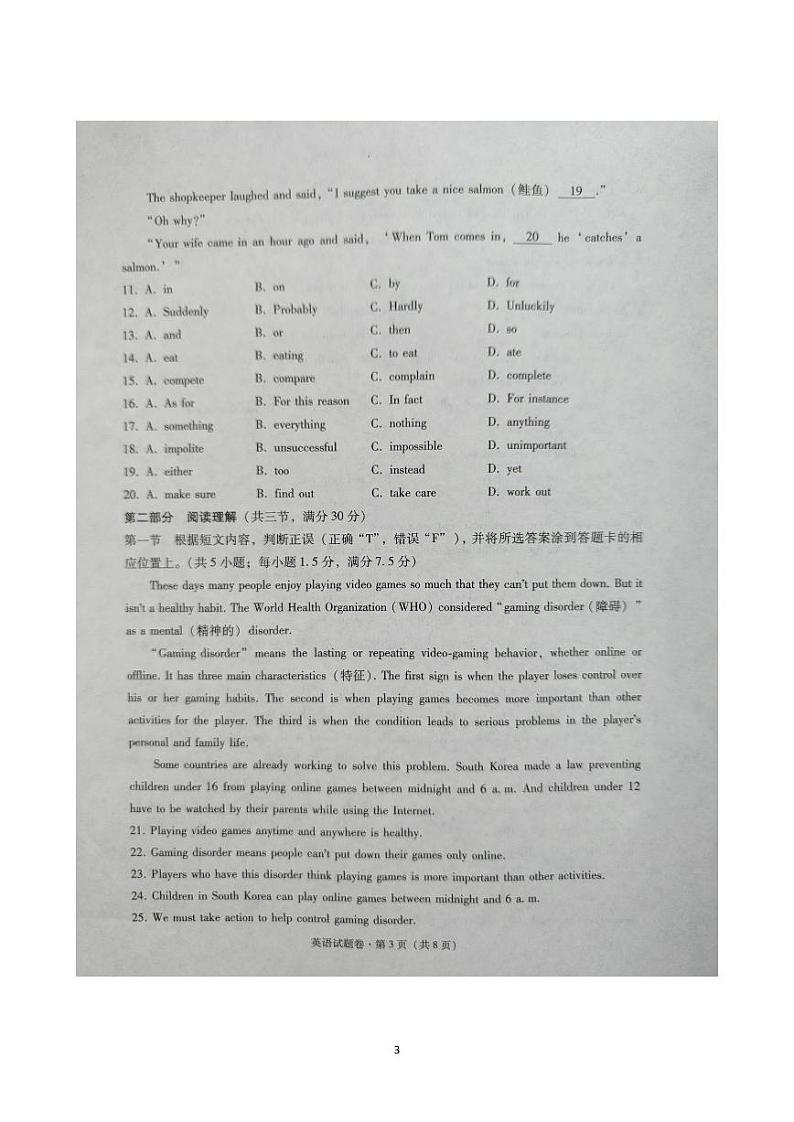 The shopkeeper laughed and said, “I suggest you take a nice salmon（鲑鱼） 19 .”
“Oh why?”
“Your wife came in an hour ago and said, ‘When Tom comes in, 20 he ‘catches’ a
salmon.’ ”
11. A. in B. on C. by D. for
12. A. Suddenly B. Probably C. Hardly D. Unluckily
13. A. and B. or C. then D. so
14. A. eat B. eating C. to eat D. ate
15. A. compete B. compare C. complain D. complete
16. A. As for B. For this reason C. In fact D. For instance
17. A. something B. everything C. nothing D. anything
18. A. impolite B. unsuccessful C. impossible D. unimportant
19. A. either B. too C. instead D. yet
20. A. make sure B. find out C. take care D. work out
第二部分 阅读理解（共三节，满分 30 分）
第一节 根据短文内容，判断正误（正确“T”，错误“F”），并将所选答案涂到答题卡的相
应位置上。（共 5 小题；每小题 1. 5 分，满分 7. 5 分）
These days many people enjoy playing video games so much that they can’t put them down. But it
isn’t a healthy habit. The World Health Organization（WHO）considered “gaming disorder（障碍）”
as a mental（精神的）disorder.
“Gaming disorder” means the lasting or repeating video-gaming behavior, whether online or
offline. It has three main characteristics（特征）. The first sign is when the player loses control over
his or her gaming habits. The second is when playing games becomes more important than other
activities for the player. The third is when the condition leads to serious problems in the player’s
personal and family life.
Some countries are already working to solve this problem. South Korea made a law preventing
children under 16 from playing online games between midnight and 6 a. m. And children under 12
have to be watched by their parents while using the Internet.
21. Playing video games anytime and anywhere is healthy.
22. Gaming disorder means people can’t put down their games only online.
23. Players who have this disorder think playing games is more important than other activities.
24. Children in South Korea can play online games between midnight and 6 a. m.
25. We must take action to help control gaming disorder.
英语试题卷·第 3 页（共 8 页）
3